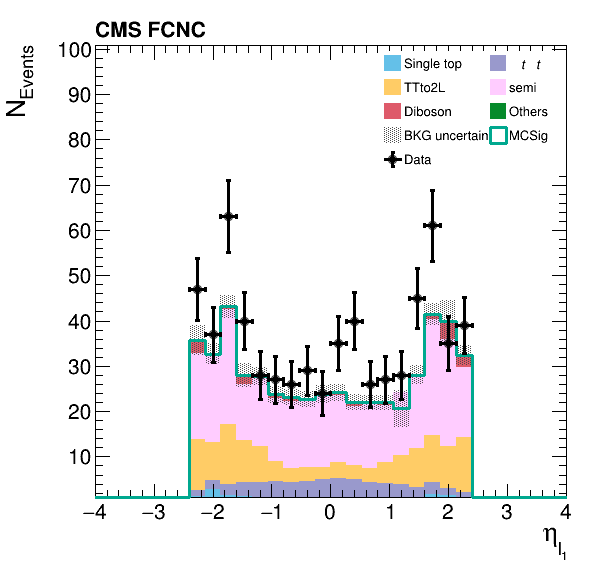 CMS FCNC
N_Events
100
90
80
70
60
50
40
30
20
10
Single top
t t
TTto2L
semi
Diboson
Others
BKG uncertain
MCSig
Data
−4 −3 −2 −1 0 1 2 3 4
η_l_1